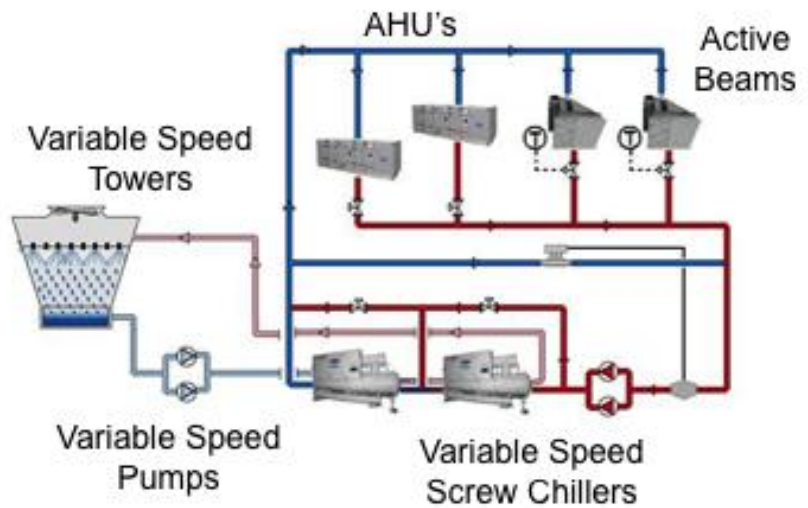 AHU's
Active
Beams
Variable Speed
Towers
T
T
Variable Speed
Pumps
Variable Speed
Screw Chillers